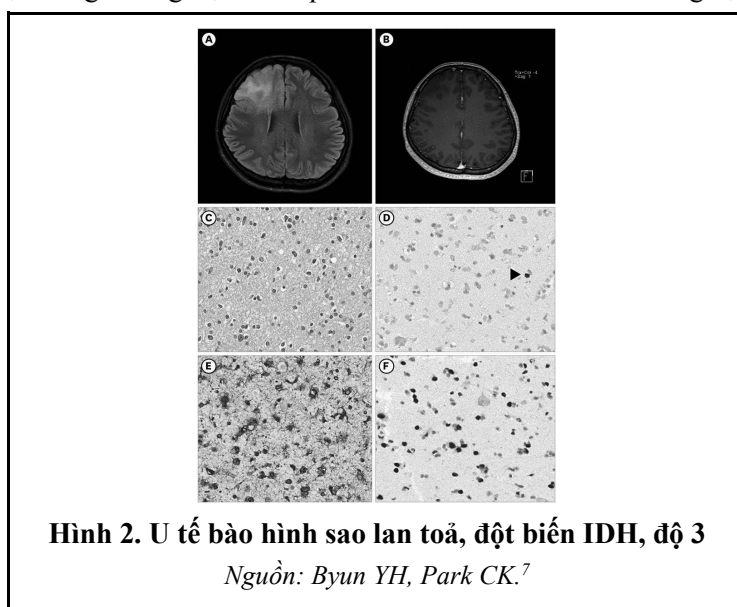 A
B
C
D
E
F
Hình 2. U tế bào hình sao lan toả, đột biến IDH, độ 3
Nguồn: Byun YH, Park CK.7